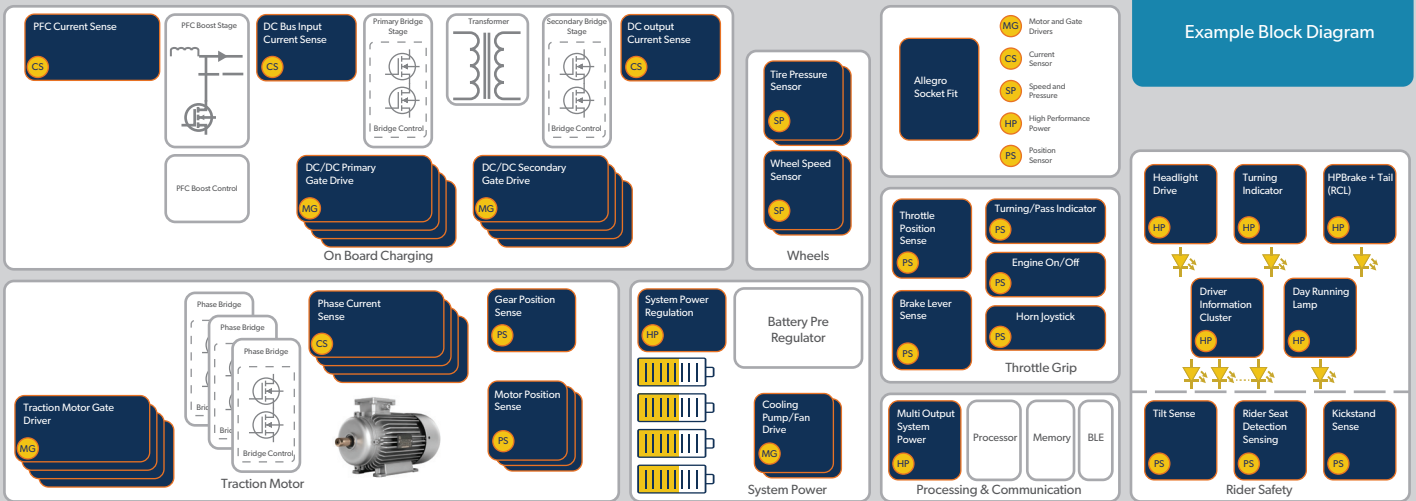 PFC Current Sense
CS
PFC Boost Stage
DC Bus Input
Current Sense
CS
Primary Bridge
Stage
Bridge Control
Transformer
Secondary Bridge
Stage
Bridge Control
DC output
Current Sense
CS
PFC Boost Control
DC/DC Primary
Gate Drive
MG
DC/DC Secondary
Gate Drive
MG
On Board Charging
Tire Pressure
Sensor
SP
Wheel Speed
Sensor
SP
Wheels
Allegro
Socket Fit
MG
Motor and Gate
Drivers
CS
Current
Sensor
SP
Speed and
Pressure
HP
High Performance
Power
PS
Position
Sensor
Example Block Diagram
Throttle
Position
Sense
PS
Turning/Pass Indicator
PS
Engine On/Off
PS
Brake Lever
Sense
PS
Horn Joystick
PS
Throttle Grip
Headlight
Drive
HP
Turning
Indicator
HP
HPBrake + Tail
(RCL)
HP
Driver
Information
Cluster
HP
Day Running
Lamp
HP
Tilt Sense
PS
Rider Seat
Detection
Sensing
PS
Kickstand
Sense
PS
Rider Safety
Traction Motor Gate
Driver
MG
Phase Bridge
Bric
Phase Bridge
Bric
Phase Bridge
Bridge Control
Phase Current
Sense
CS
Gear Position
Sense
PS
Motor Position
Sense
PS
Traction Motor
System Power
Regulation
HP
Battery Pre
Regulator
Cooling
Pump/Fan
Drive
MG
System Power
Multi Output
System
Power
HP
Processor
Memory
BLE
Processing & Communication